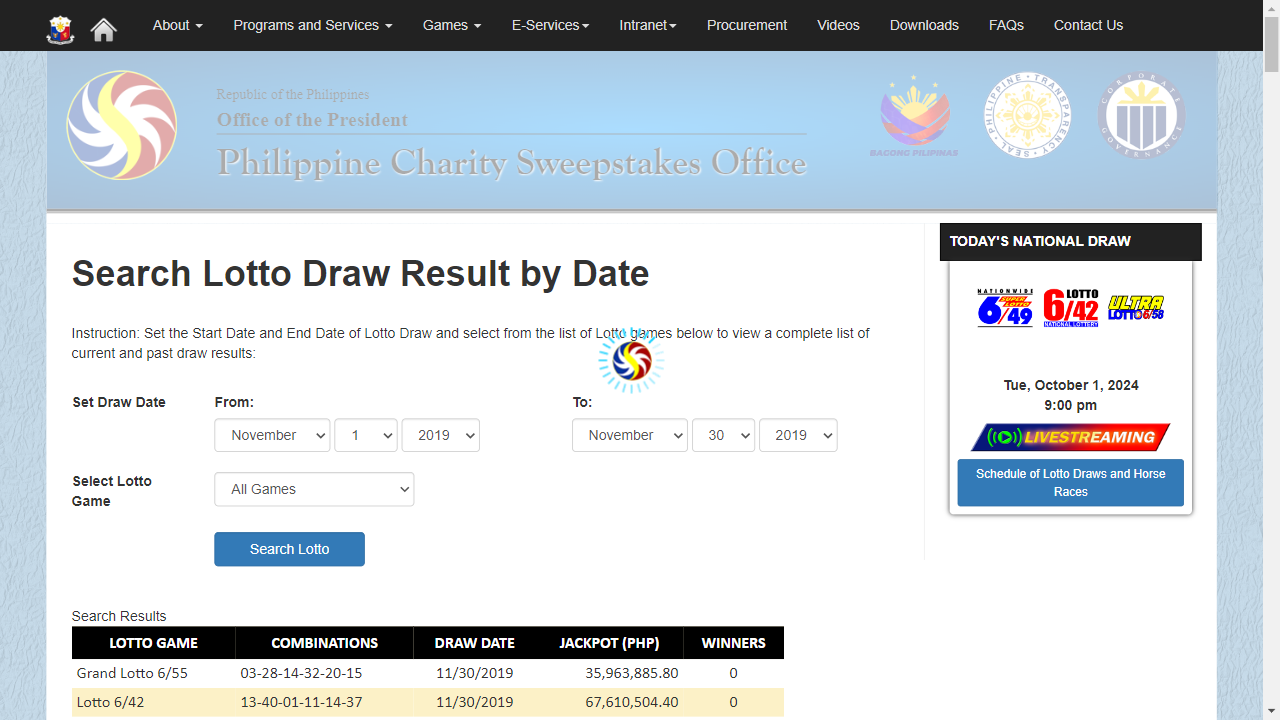 About
Programs and Services
Games
E-Services
Intranet
Procurement
Videos
Downloads
FAQs
Contact Us
Republic of the Philippines
Office of the President
Philippine Charity Sweepstakes Office
BAGONG PILIPINAS
PHILIPPINE TRANSPARENCY SEAL
CORPORATE GOVERNANCE
Search Lotto Draw Result by Date
Instruction: Set the Start Date and End Date of Lotto Draw and select from the list of Lotto games below to view a complete list of
current and past draw results:
Set Draw Date From: To:
November 1 2019 November 30 2019
Select Lotto
Game
All Games
Search Lotto
Search Results
LOTTO GAME COMBINATIONS DRAW DATE JACKPOT (PHP) WINNERS
Grand Lotto 6/55 03-28-14-32-20-15 11/30/2019 35,963,885.80 0
Lotto 6/42 13-40-01-11-14-37 11/30/2019 67,610,504.40 0
TODAY'S NATIONAL DRAW
NATIONWIDE
SUPER
LOTTO
6/49
LOTTO
6/42
NATIONAL LOTTERY
ULTRA
LOTTO 6/58
Tue, October 1, 2024
9:00 pm
LIVESTREAMING
Schedule of Lotto Draws and Horse
Races